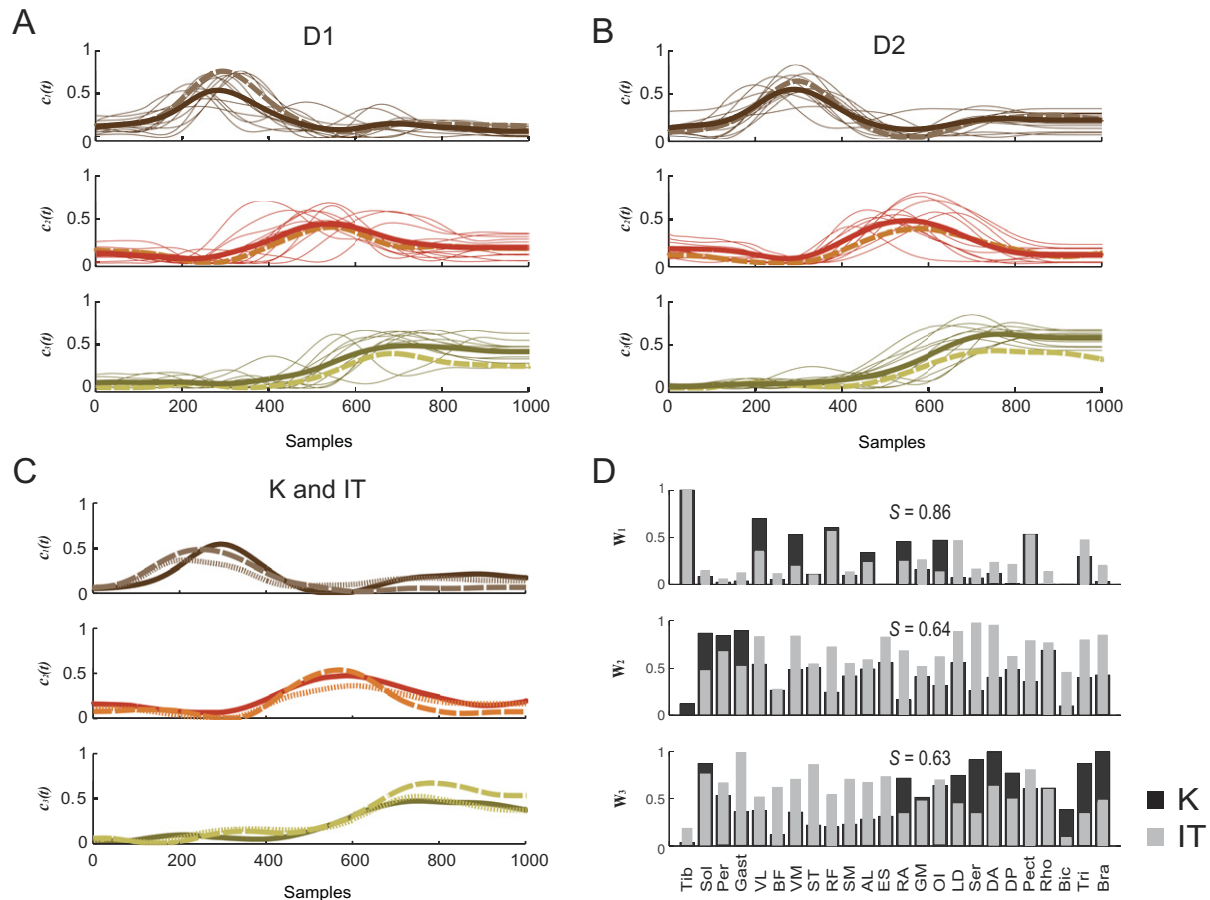 A
D1
1
0.5
0
c₁(t)
1
0.5
0
c₂(t)
1
0.5
0
c₃(t)
0 200 400 600 800 1000
Samples
B
D2
1
0.5
0
c₁(t)
1
0.5
0
c₂(t)
1
0.5
0
c₃(t)
0 200 400 600 800 1000
Samples
C
K and IT
1
0.5
0
c₁(t)
1
0.5
0
c₂(t)
1
0.5
0
c₃(t)
0 200 400 600 800 1000
Samples
D
1
0.5
0
W₁
S = 0.86
1
0.5
0
W₂
S = 0.64
1
0.5
0
W₃
S = 0.63
Tib Sol Per Gast VL BF VM ST RF SM AL ES RA GM OI LD Ser DA DP Pect Rho Bic Tri Bra
K
IT